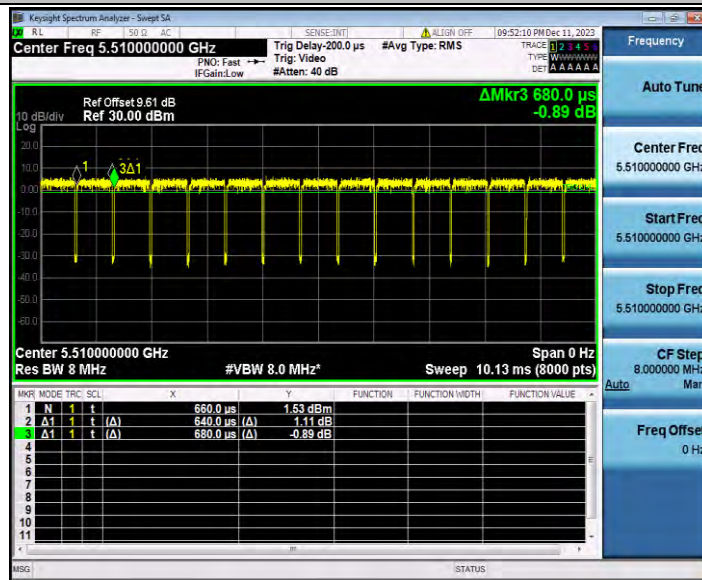 Keysight Spectrum Analyzer - Swept SA
RL RF 50 Ω AC SENSE:INT ALIGN OFF 09:52:10 PM Dec 11, 2023
Center Freq 5.510000000 GHz
PNO: Fast
IFGain:Low
Trig Delay-200.0 µs
Trig: Video
#Atten: 40 dB
#Avg Type: RMS
TRACE 1 2 3 4 5 6
TYPE W
DET A A A A A A
Frequency
Ref Offset 9.61 dB
10 dB/div Ref 30.00 dBm
Log
ΔMkr3 680.0 µs
-0.89 dB
20.0
10.0
0.00
-10.0
-20.0
-30.0
-40.0
-50.0
-60.0
1
3Δ1
Center 5.510000000 GHz Span 0 Hz
Res BW 8 MHz #VBW 8.0 MHz* Sweep 10.13 ms (8000 pts)
MKR MODE TRC SCL X Y FUNCTION FUNCTION WIDTH FUNCTION VALUE
1 N 1 t 660.0 µs 1.53 dBm
2 Δ1 1 t (Δ) 640.0 µs (Δ) 1.11 dB
3 Δ1 1 t (Δ) 680.0 µs (Δ) -0.89 dB
4
5
6
7
8
9
10
11
MSG STATUS
Auto Tune
Center Freq
5.510000000 GHz
Start Freq
5.510000000 GHz
Stop Freq
5.510000000 GHz
CF Step
8.000000 MHz
Auto Man
Freq Offset
0 Hz